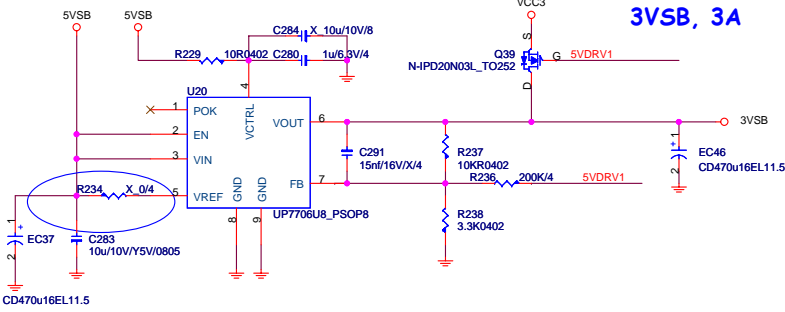 5VSB
5VSB
C284
X_10u/10V/8
R229
10R0402
C280
1u/6.3V/4
VCC3
3VSB, 3A
S
Q39
N-IPD20N03L_TO252
G
5VDRV1
D
U20
4
1
POK
VCTRL
2
EN
VOUT
6
3
VIN
3VSB
C291
15nf/16V/X/4
R237
10KR0402
1
+
EC46
CD470u16EL11.5
2
R234
X_0/4
5
VREF
GND
GND
FB
7
R236
200K/4
5VDRV1
UP7706U8_PSOP8
8
9
R238
3.3K0402
1
+
EC37
2
C283
10u/10V/Y5V/0805
CD470u16EL11.5